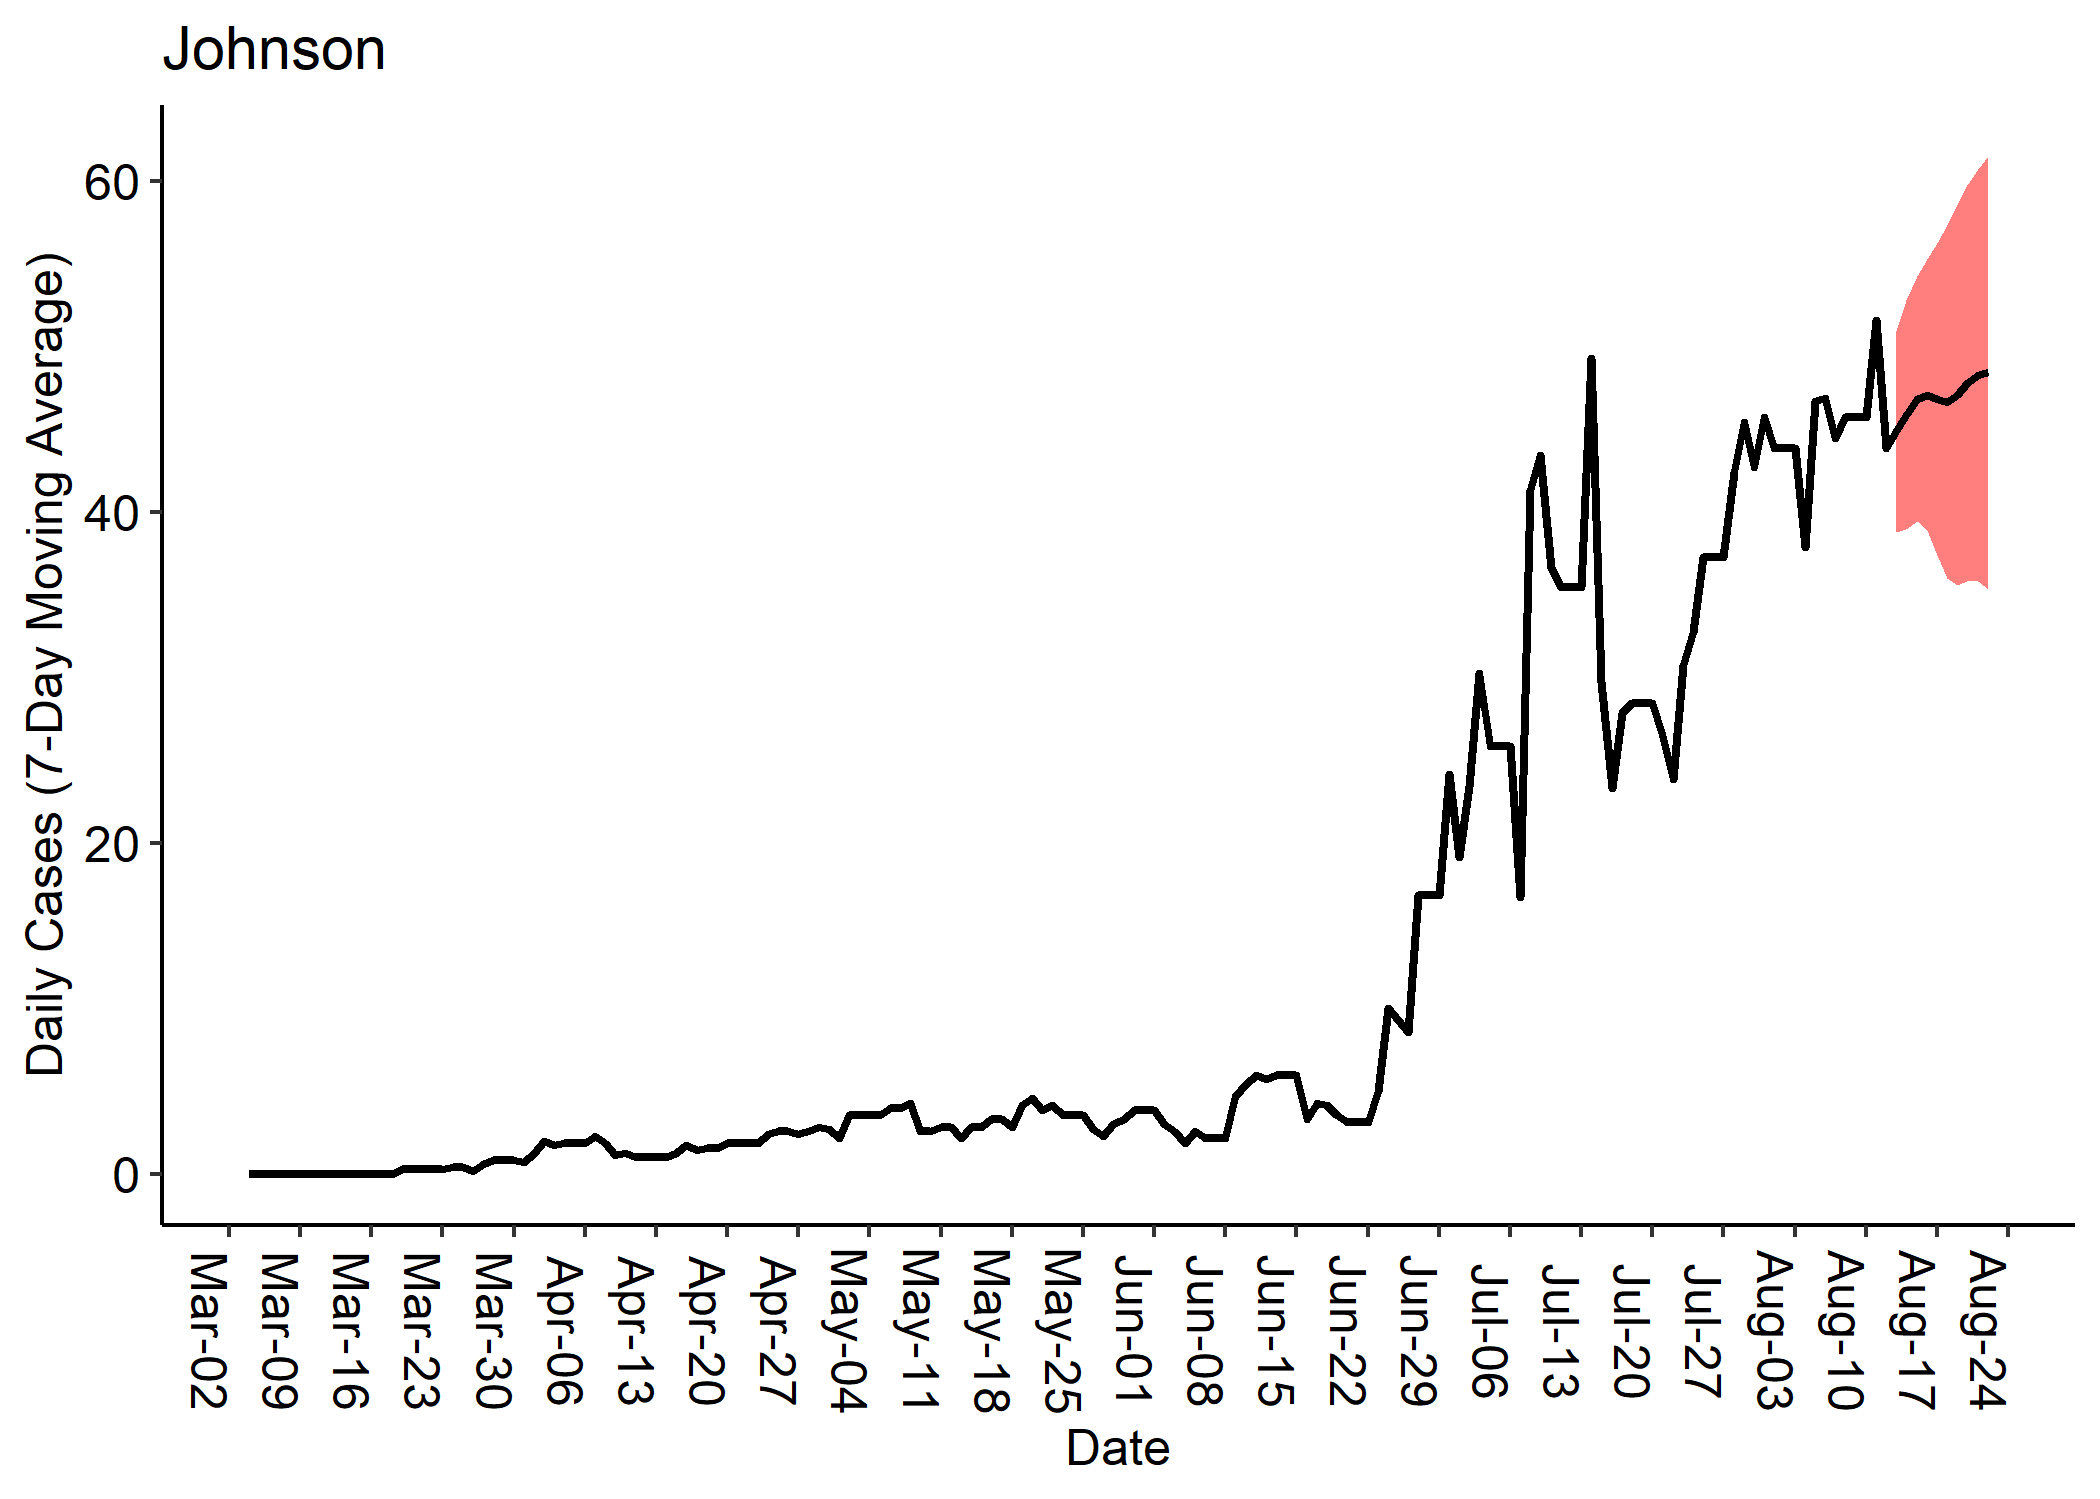 Johnson
Daily Cases (7-Day Moving Average)
60
40
20
0
Mar-02
Mar-09
Mar-16
Mar-23
Mar-30
Apr-06
Apr-13
Apr-20
Apr-27
May-04
May-11
May-18
May-25
Jun-01
Jun-08
Jun-15
Jun-22
Jun-29
Jul-06
Jul-13
Jul-20
Jul-27
Aug-03
Aug-10
Aug-17
Aug-24
Date